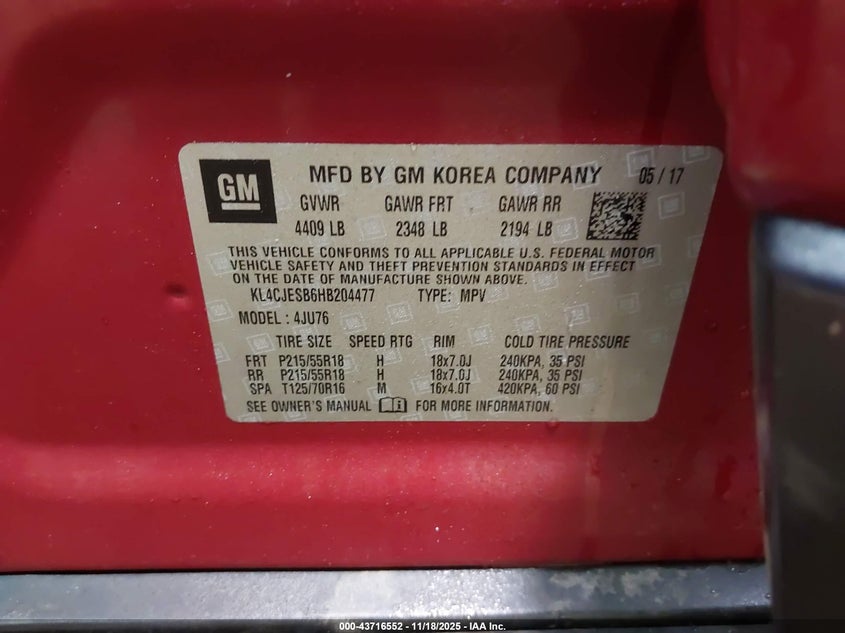 GM
MFD BY GM KOREA COMPANY 05 / 17
GVWR GAWR FRT GAWR RR
4409 LB 2348 LB 2194 LB
THIS VEHICLE CONFORMS TO ALL APPLICABLE U.S. FEDERAL MOTOR
VEHICLE SAFETY AND THEFT PREVENTION STANDARDS IN EFFECT
ON THE DATE OF MANUFACTURE SHOWN ABOVE.
KL4CJESB6HB204477 TYPE: MPV
MODEL : 4JU76
TIRE SIZE SPEED RTG RIM COLD TIRE PRESSURE
FRT P215/55R18 H 18x7.0J 240KPA, 35 PSI
RR P215/55R18 H 18x7.0J 240KPA, 35 PSI
SPA T125/70R16 M 16x4.0T 420KPA, 60 PSI
SEE OWNER'S MANUAL FOR MORE INFORMATION.
000-43716552 - 11/18/2025 - IAA Inc.